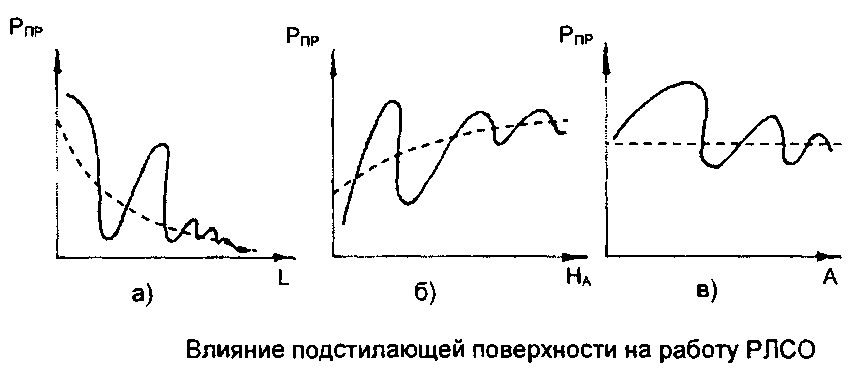 Pпр Pпр Pпр
L HА A
а) б) в)
Влияние подстилающей поверхности на работу РЛСО